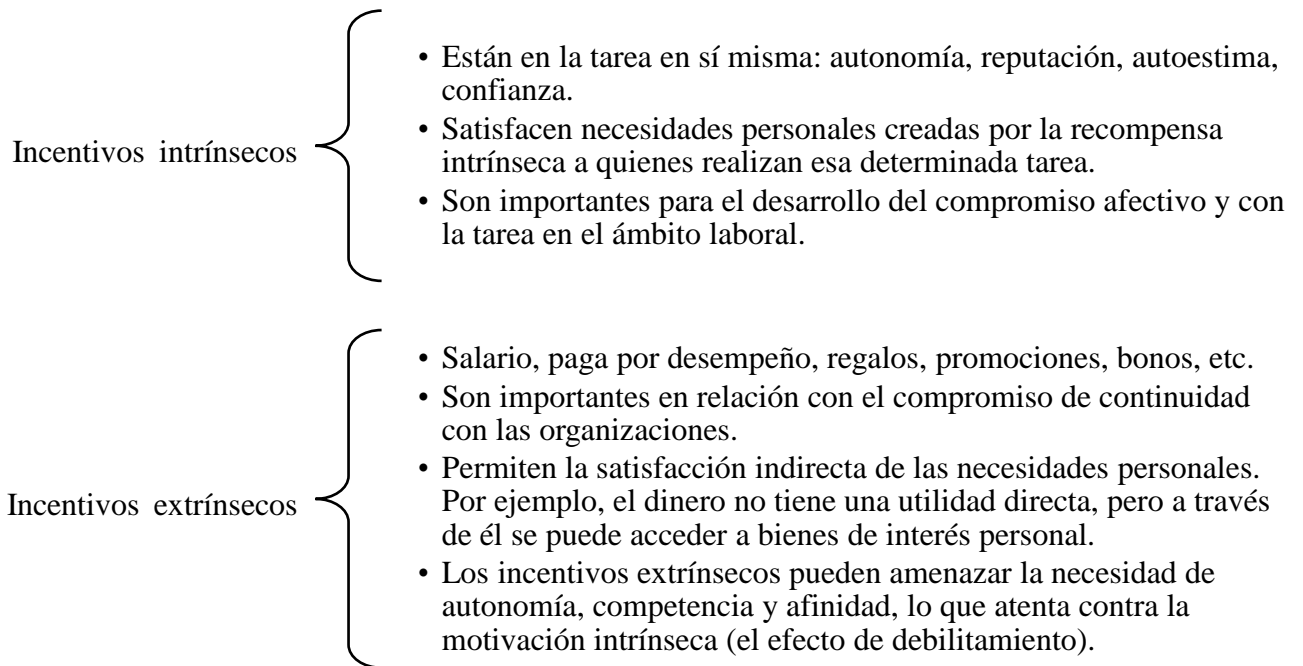 Incentivos intrínsecos
• Están en la tarea en sí misma: autonomía, reputación, autoestima,
confianza.
• Satisfacen necesidades personales creadas por la recompensa
intrínseca a quienes realizan esa determinada tarea.
• Son importantes para el desarrollo del compromiso afectivo y con
la tarea en el ámbito laboral.
Incentivos extrínsecos
• Salario, paga por desempeño, regalos, promociones, bonos, etc.
• Son importantes en relación con el compromiso de continuidad
con las organizaciones.
• Permiten la satisfacción indirecta de las necesidades personales.
Por ejemplo, el dinero no tiene una utilidad directa, pero a través
de él se puede acceder a bienes de interés personal.
• Los incentivos extrínsecos pueden amenazar la necesidad de
autonomía, competencia y afinidad, lo que atenta contra la
motivación intrínseca (el efecto de debilitamiento).